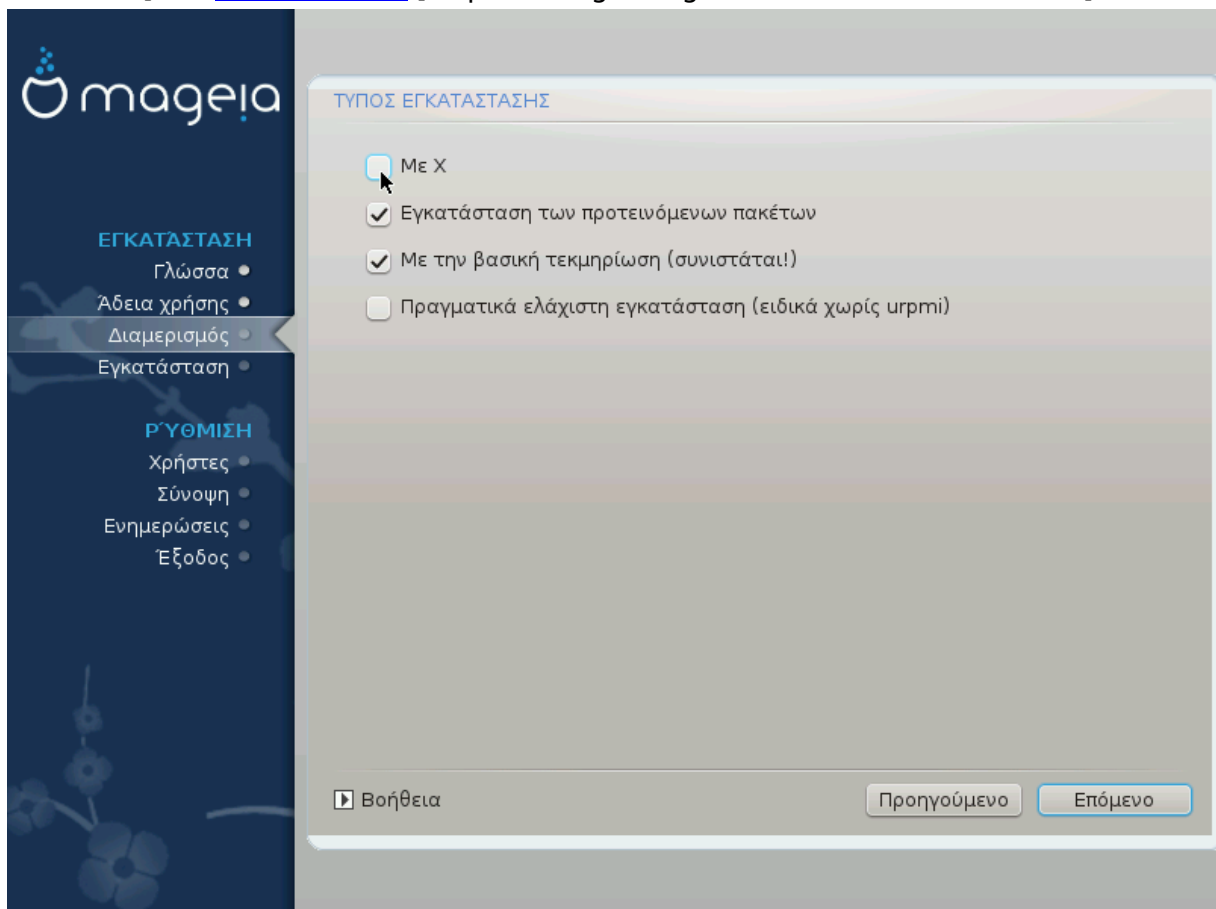 mageia
ΤΥΠΟΣ ΕΓΚΑΤΑΣΤΑΣΗΣ
Με Χ
Εγκατάσταση των προτεινόμενων πακέτων
Με την βασική τεκμηρίωση (συνιστάται!)
Πραγματικά ελάχιστη εγκατάσταση (ειδικά χωρίς urpmi)
ΕΓΚΑΤΆΣΤΑΣΗ
Γλώσσα
Άδεια χρήσης
Διαμερισμός
Εγκατάσταση
ΡΎΘΜΙΣΗ
Χρήστες
Σύνοψη
Ενημερώσεις
Έξοδος
Βοήθεια
Προηγούμενο
Επόμενο